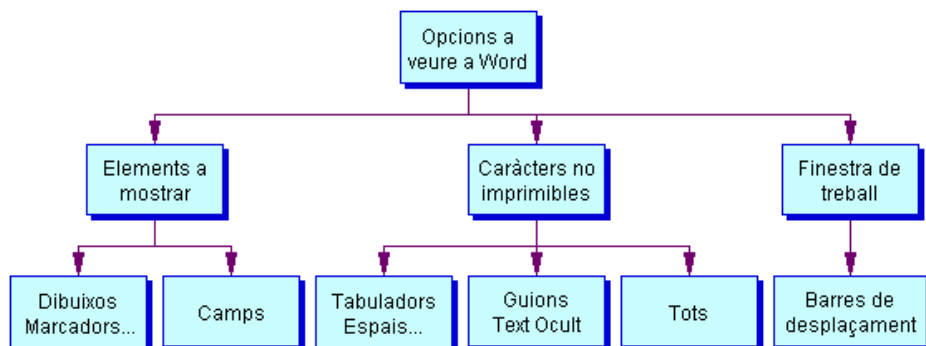 Opcions a
veure a Word
Elements a
mostrar
Caràcters no
imprimibles
Finestra de
treball
Dibuixos
Marcadors...
Camps
Tabuladors
Espais...
Guions
Text Ocult
Tots
Barres de
desplaçament